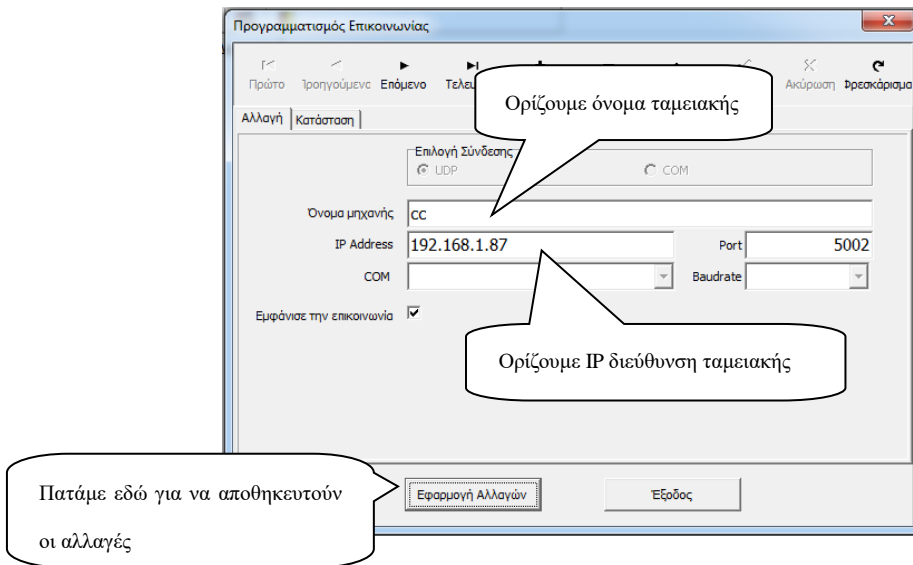 Προγραμματισμός Επικοινωνίας
Πρώτο Επόμενο Ακύρωση
Ορίζουμε όνομα ταμειακής
Αλλαγή Κατάσταση
Επιλογή Σύνδεσης
UDP COM
Όνομα μηχανής cc
IP Address 192.168.1.87 Port 5002
COM Baudrate
Εμφάνισε την επικοινωνία
Ορίζουμε IP διεύθυνση ταμειακής
Πατάμε εδώ για να αποθηκευτούν
οι αλλαγές
Εφαρμογή Αλλαγών Έξοδος